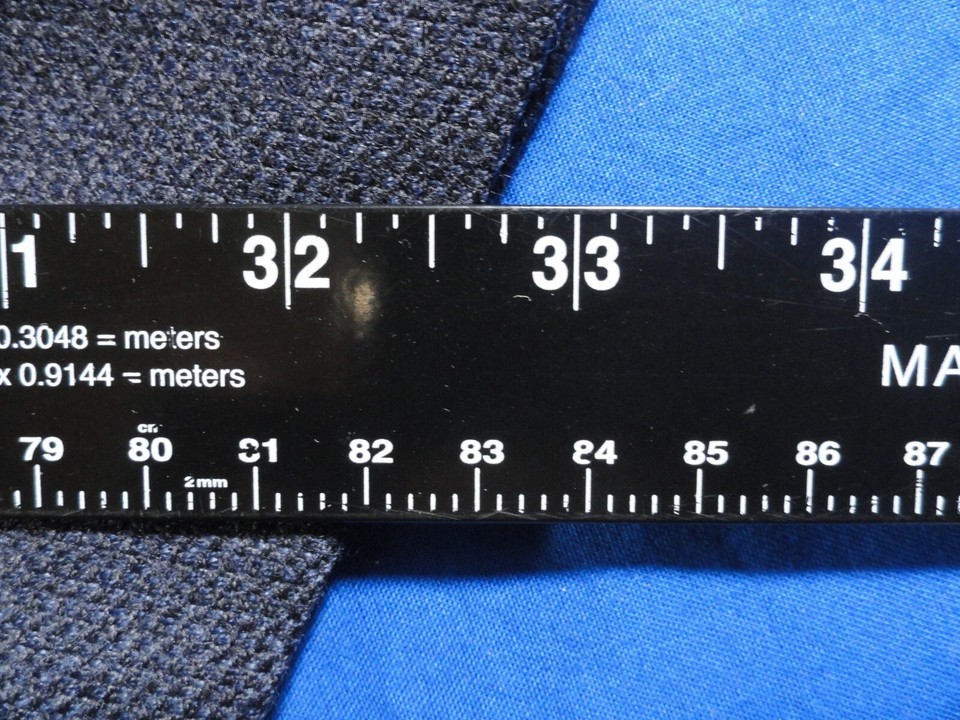 1 32 33 34
0.3048 = meters
x 0.9144 = meters
MA
cm
79 80 81 82 83 84 85 86 87
2mm